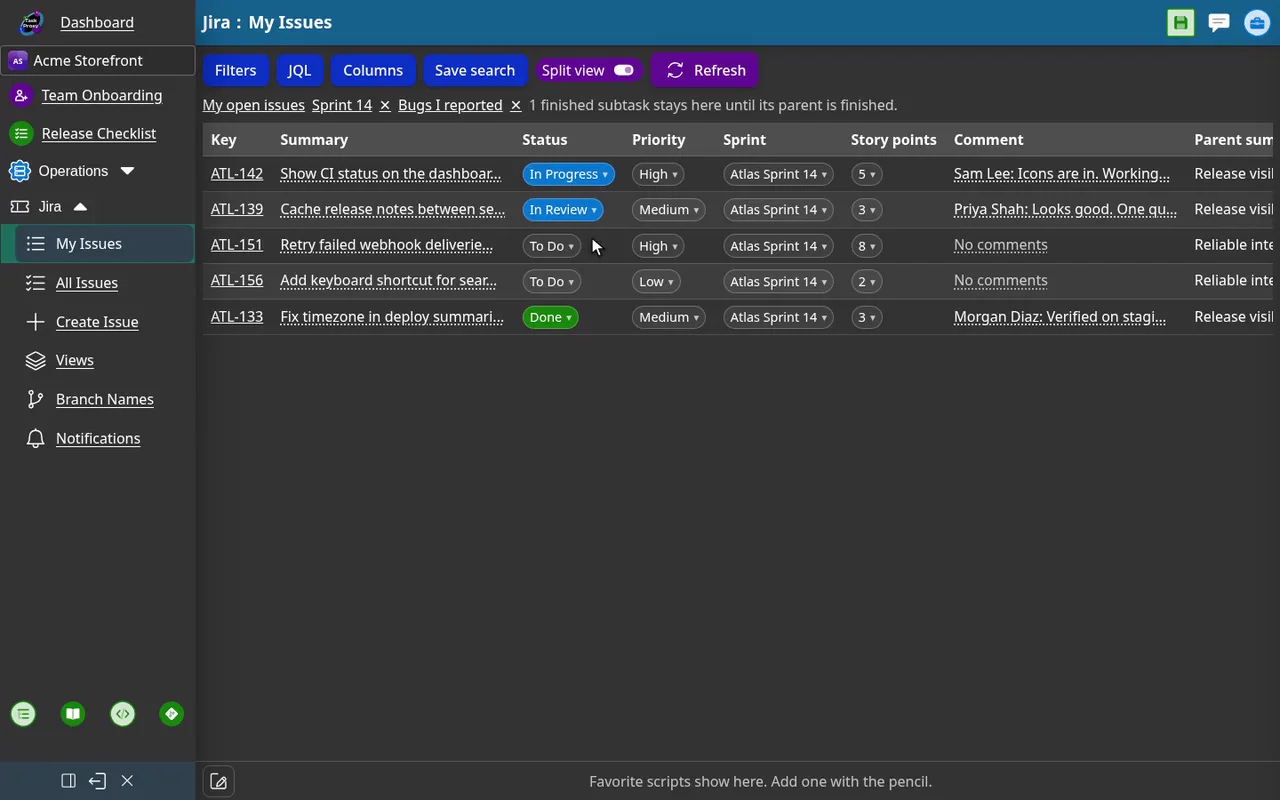 Dashboard
Jira : My Issues
AS Acme Storefront
Team Onboarding
Release Checklist
Operations
Jira
My Issues
All Issues
Create Issue
Views
Branch Names
Notifications
Filters JQL Columns Save search Split view Refresh
My open issues Sprint 14 × Bugs I reported × 1 finished subtask stays here until its parent is finished.
Key Summary Status Priority Sprint Story points Comment Parent sum
ATL-142 Show CI status on the dashboar... In Progress High Atlas Sprint 14 5 Sam Lee: Icons are in. Working... Release visil
ATL-139 Cache release notes between se... In Review Medium Atlas Sprint 14 3 Priya Shah: Looks good. One qu... Release visil
ATL-151 Retry failed webhook deliverie... To Do High Atlas Sprint 14 8 No comments Reliable inte
ATL-156 Add keyboard shortcut for sear... To Do Low Atlas Sprint 14 2 No comments Reliable inte
ATL-133 Fix timezone in deploy summari... Done Medium Atlas Sprint 14 3 Morgan Diaz: Verified on stagi... Release visil
Favorite scripts show here. Add one with the pencil.